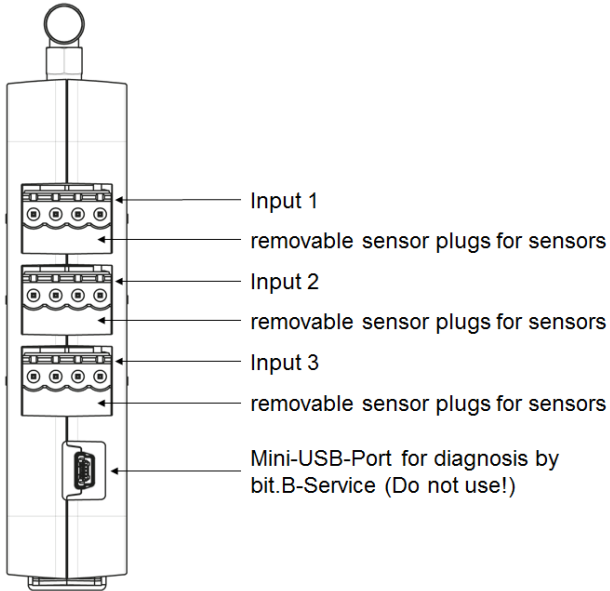 Input 1
removable sensor plugs for sensors
Input 2
removable sensor plugs for sensors
Input 3
removable sensor plugs for sensors
Mini-USB-Port for diagnosis by
bit.B-Service (Do not use!)